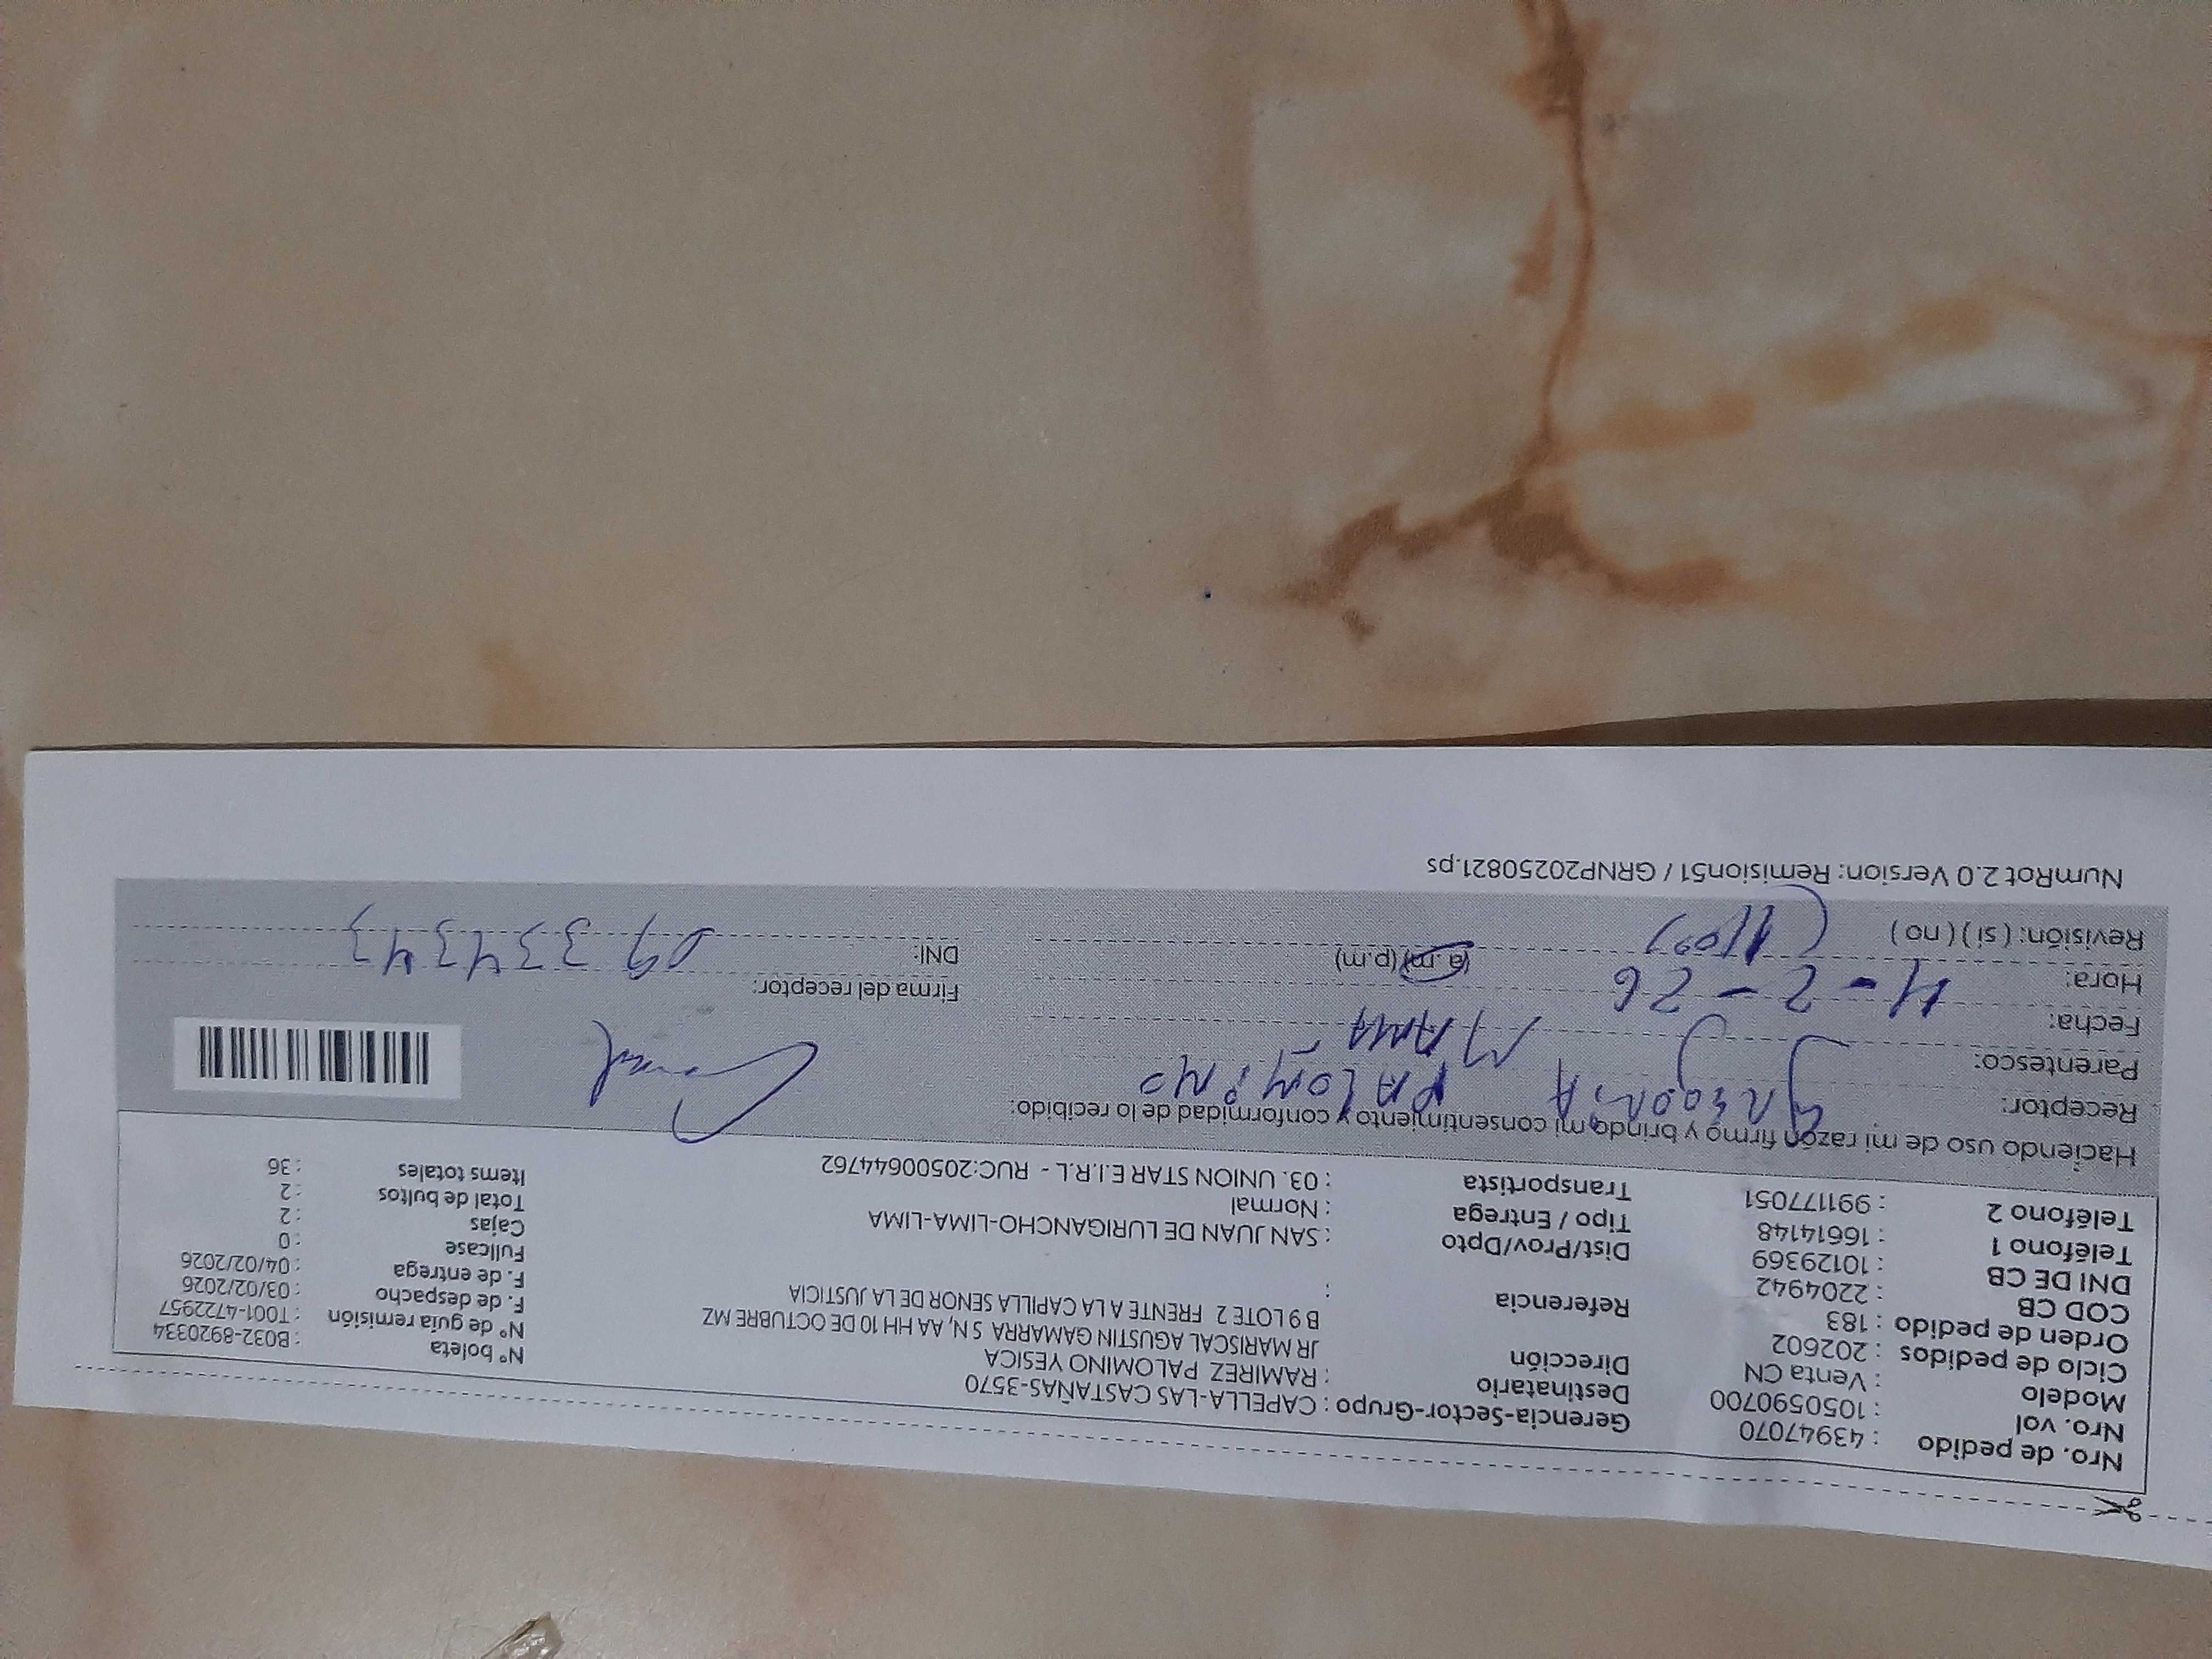 Nro. de pedido : 43947070 Gerencia-Sector-Grupo : CAPELLA-LAS CASTAÑAS-3570 N° boleta : B032-8920334
Nro. vol : 1050590700 Destinatario : RAMIREZ PALOMINO YESICA N° de guía remisión : T001-4722957
Modelo : Venta CN Dirección JR MARISCAL AGUSTIN GAMARRA S N, AA HH 10 DE OCTUBRE MZ F. de despacho : 03/02/2026
Ciclo de pedidos : 202602 B 9 LOTE 2 FRENTE A LA CAPILLA SENOR DE LA JUSTICIA F. de entrega : 04/02/2026
Orden de pedido : 183 Referencia : Fullcase : 0
COD CB : 2204942 Dist/Prov/Dpto : SAN JUAN DE LURIGANCHO-LIMA-LIMA Cajas : 2
DNI DE CB : 10129369 Tipo / Entrega : Normal Total de bultos : 2
Teléfono 1 : 16614148 Transportista : 03. UNION STAR E.I.R.L - RUC:20500644762 Items totales : 36
Teléfono 2 : 991177051
Haciendo uso de mi razón firmo y brindo mi consentimiento y conformidad de lo recibido:
Receptor: GREGORiA PALOMiNO
Parentesco: MAMA
Fecha: 4-2-26 Firma del receptor:
Hora: (a.m)(p.m) DNI: 09334343
Revisión: ( si ) ( no )
NumRot 2.0 Version: Remision51 / GRNP20250821.ps